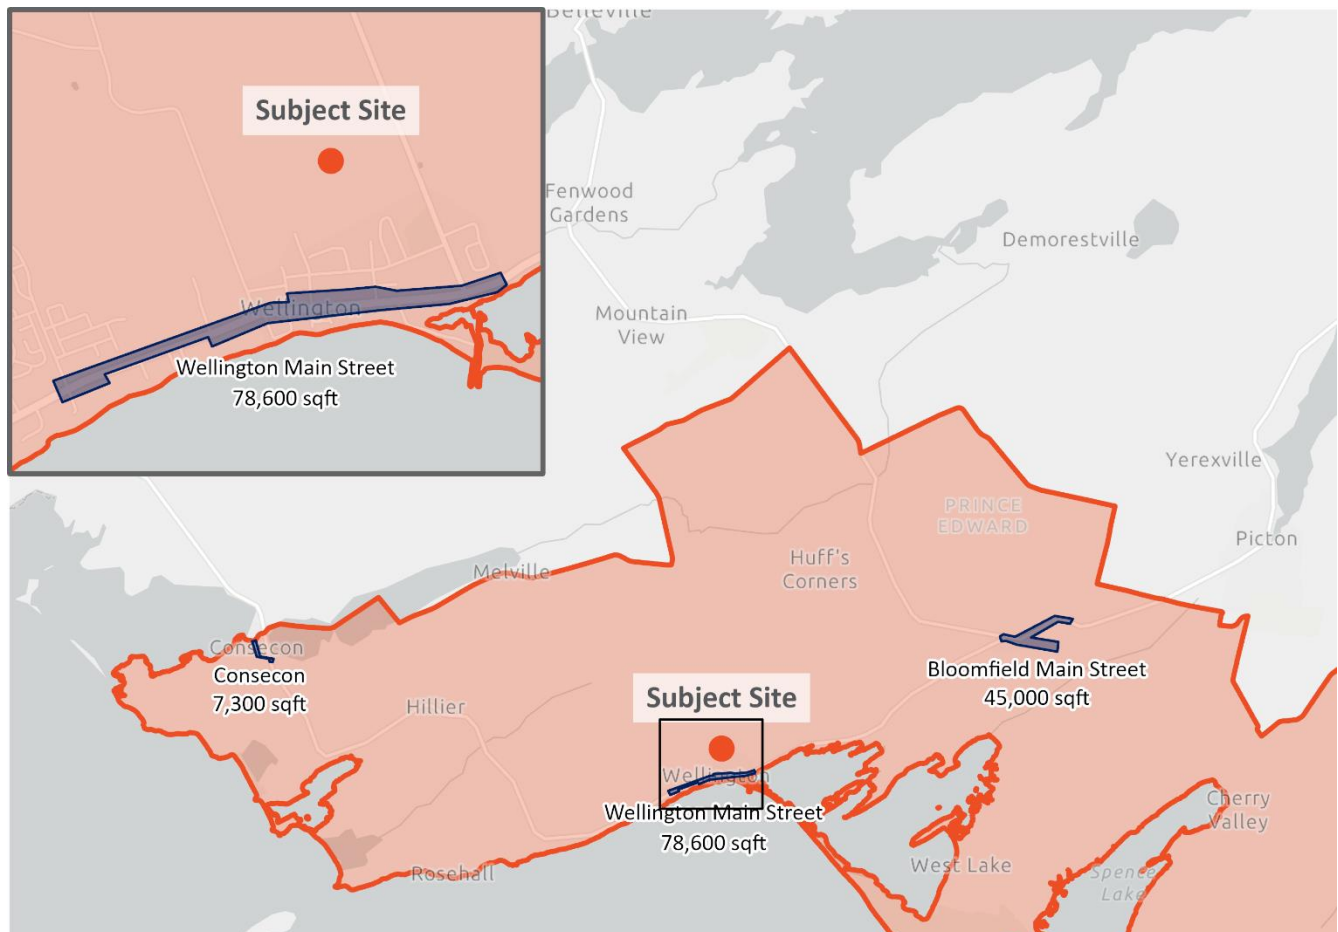 Belleville
Subject Site
Fenwood
Gardens
Demorestville
Wellington
Mountain
View
Wellington Main Street
78,600 sqft
Yerexville
PRINCE
EDWARD
Picton
Huff's
Corners
Melville
Consecon
Consecon
7,300 sqft
Bloomfield Main Street
45,000 sqft
Subject Site
Hillier
Wellington
Wellington Main Street
78,600 sqft
Cherry
Valley
West Lake
Spence
Lake
Rosehall